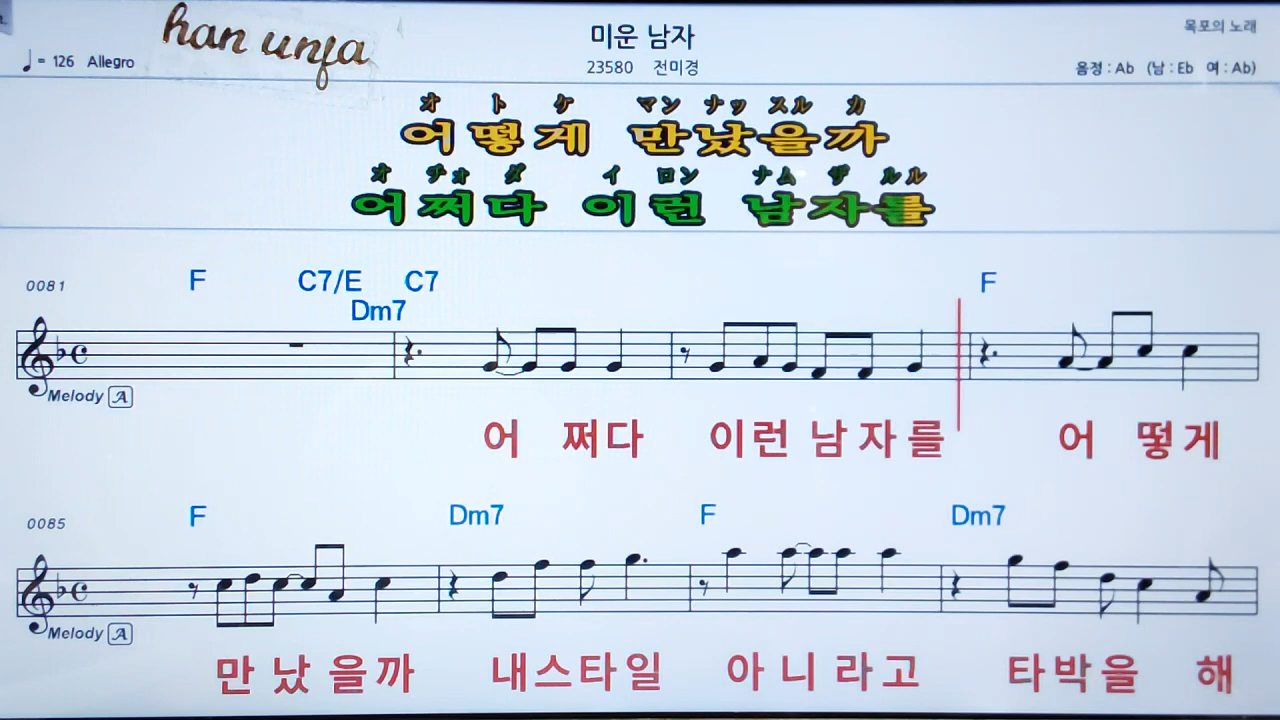 han unfa
미운 남자
목포의 노래
♩ = 126 Allegro
23580 전미경
음정 : Ab (남 : Eb 여 : Ab)
オ ト ケ マン ナッ スル カ
어떻게 만났을까
オ チョ ダ イ ロン ナム ザ ルル
어쩌다 이런 남자를
0081 F C7/E Dm7 C7 F
Melody A
어 쩌다 이런 남자를 어 떻게
0085 F Dm7 F Dm7
Melody A
만 났 을까 내스타일 아니라고 타박을 해